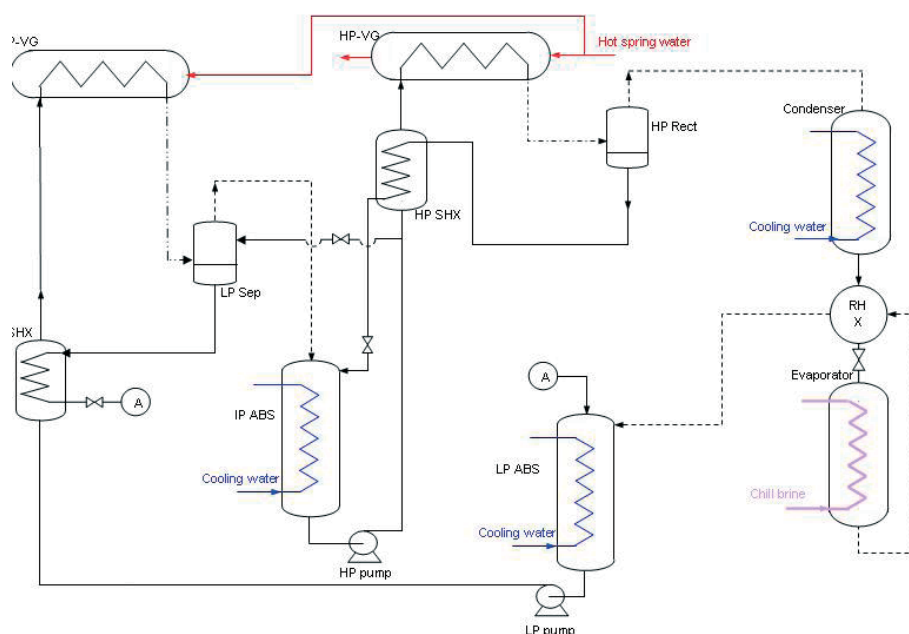 P-VG
HP-VG
Hot spring water
HP Rect
Condenser
HP SHX
Cooling water
LP Sep
RH
X
SHX
Evaporator
A
A
IP ABS
LP ABS
Cooling water
Chill brine
Cooling water
HP pump
LP pump